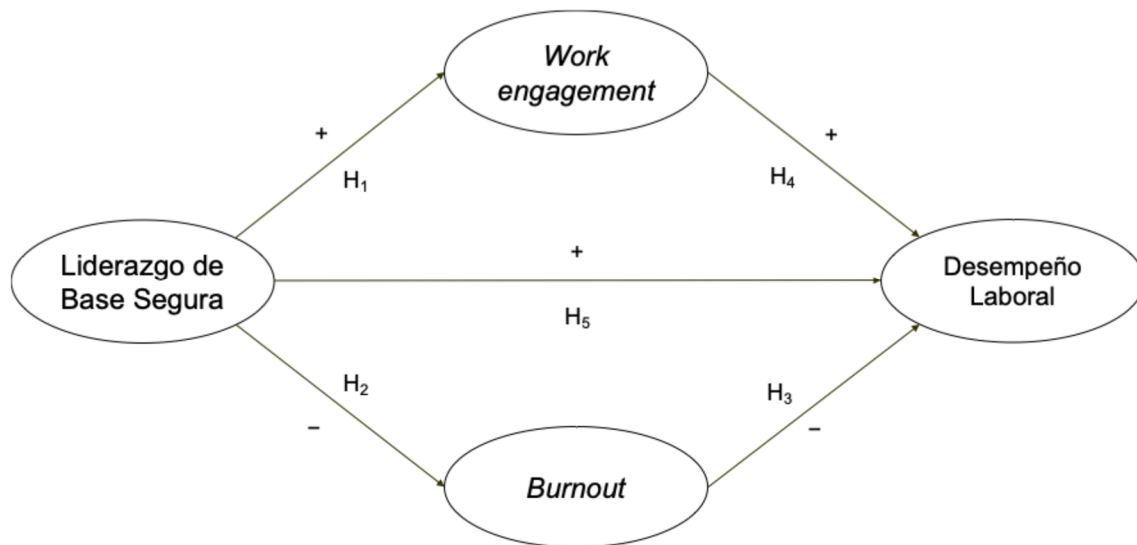 Work
engagement
+
+
H₁
H₄
Liderazgo de
Base Segura
+
H₅
Desempeño
Laboral
H₂
H₃
–
–
Burnout